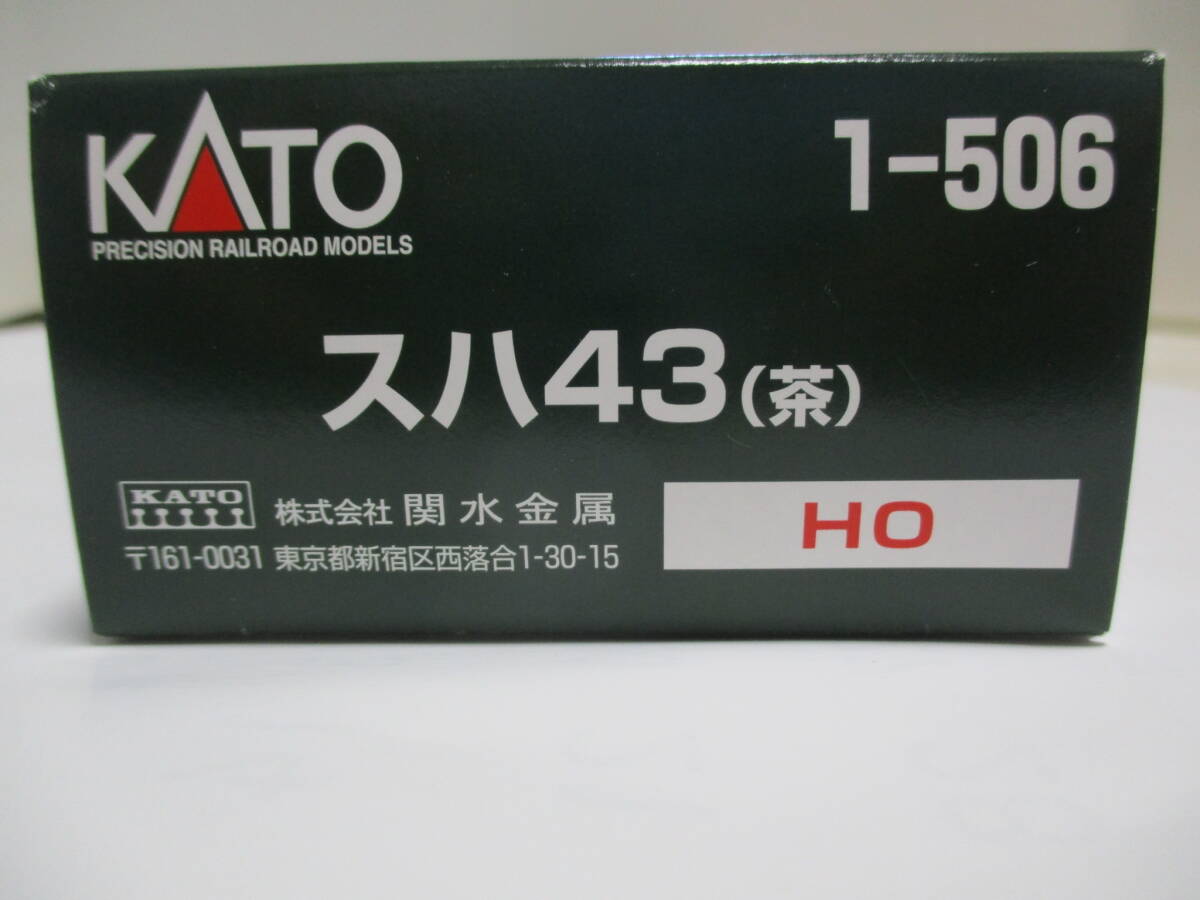 KATO
PRECISION RAILROAD MODELS
1-506
スハ43(茶)
KATO
株式会社 関水金属
〒161-0031 東京都新宿区西落合1-30-15
HO